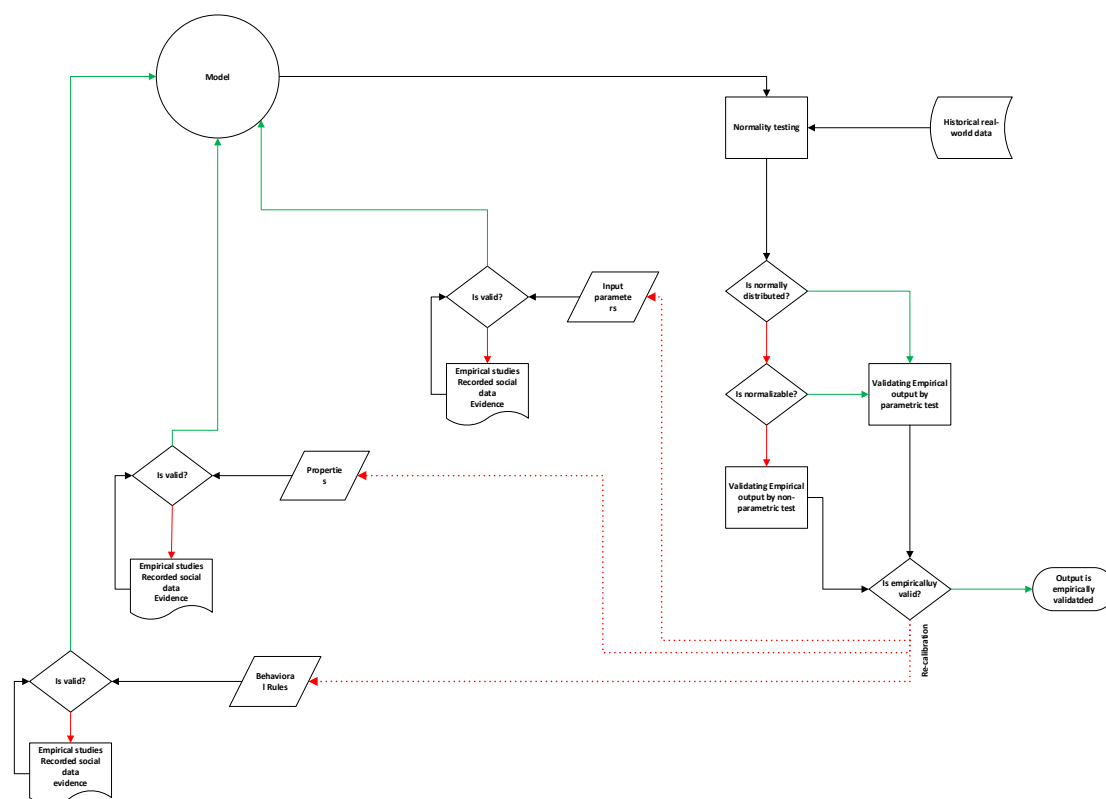 Model
Normality testing
Historical real-
world data
Is normally
distributed?
Is valid?
Input
paramete
rs
Empirical studies
Recorded social
data
Evidence
Is normalizable?
Validating Empirical
output by
parametric test
Is valid?
Propertie
s
Validating Empirical
output by non-
parametric test
Empirical studies
Recorded social
data
Evidence
Is empiricalluy
valid?
Output is
empirically
validatded
Re-calibration
Is valid?
Behaviora
l Rules
Empirical studies
Recorded social
data
evidence